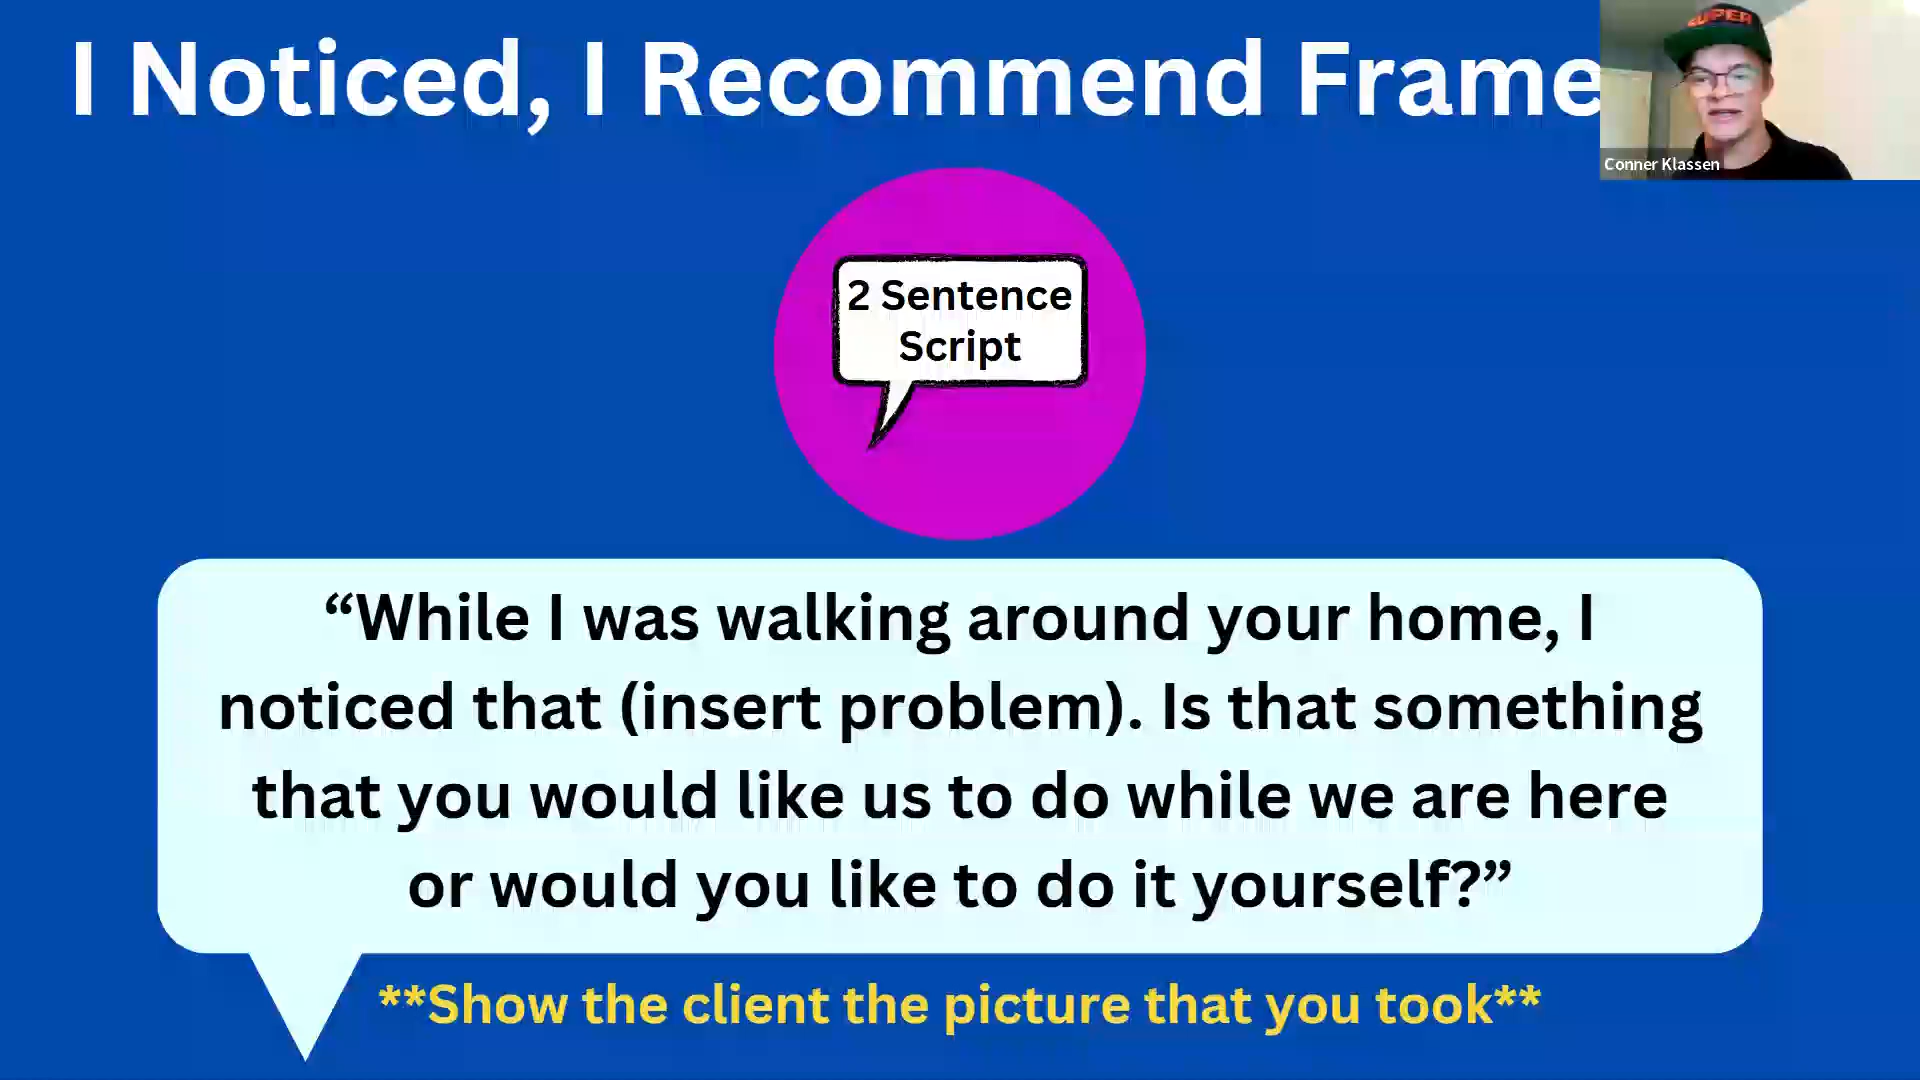 I Noticed, I Recommend Frame
SUPER
Conner Klassen
2 Sentence
Script
“While I was walking around your home, I
noticed that (insert problem). Is that something
that you would like us to do while we are here
or would you like to do it yourself?”
**Show the client the picture that you took**